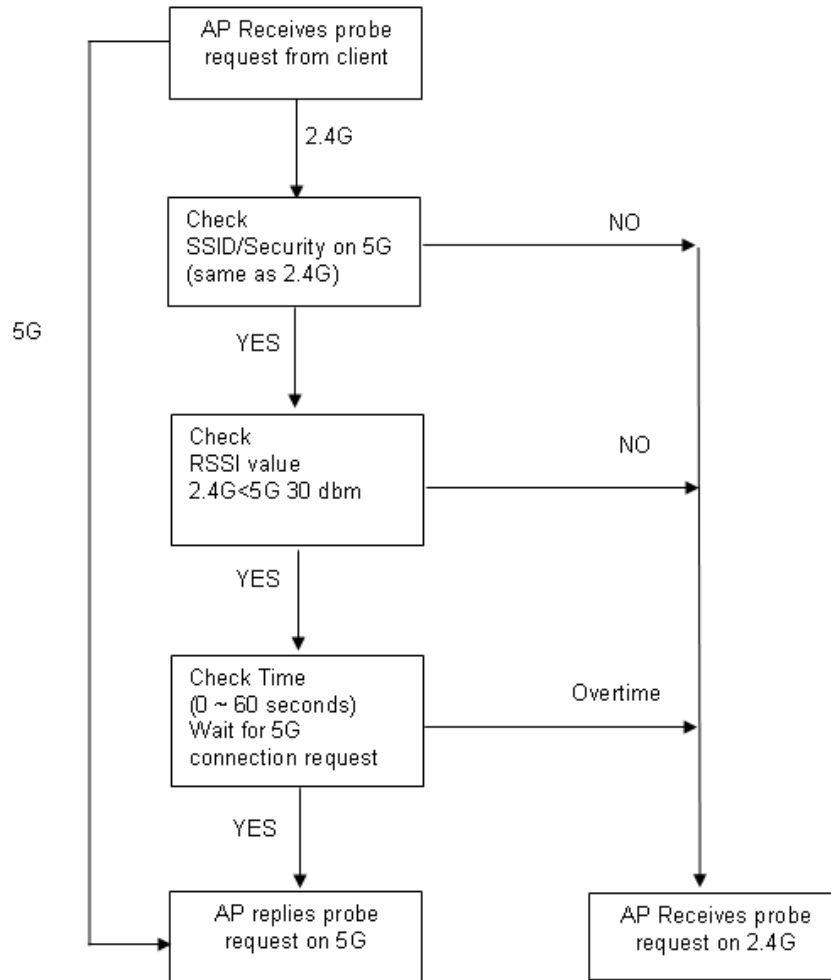 AP Receives probe
request from client
2.4G
Check
SSID/Security on 5G
(same as 2.4G)
NO
5G
YES
Check
RSSI value
2.4G<5G 30 dbm
NO
YES
Check Time
(0 ~ 60 seconds)
Wait for 5G
connection request
Overtime
YES
AP replies probe
request on 5G
AP Receives probe
request on 2.4G